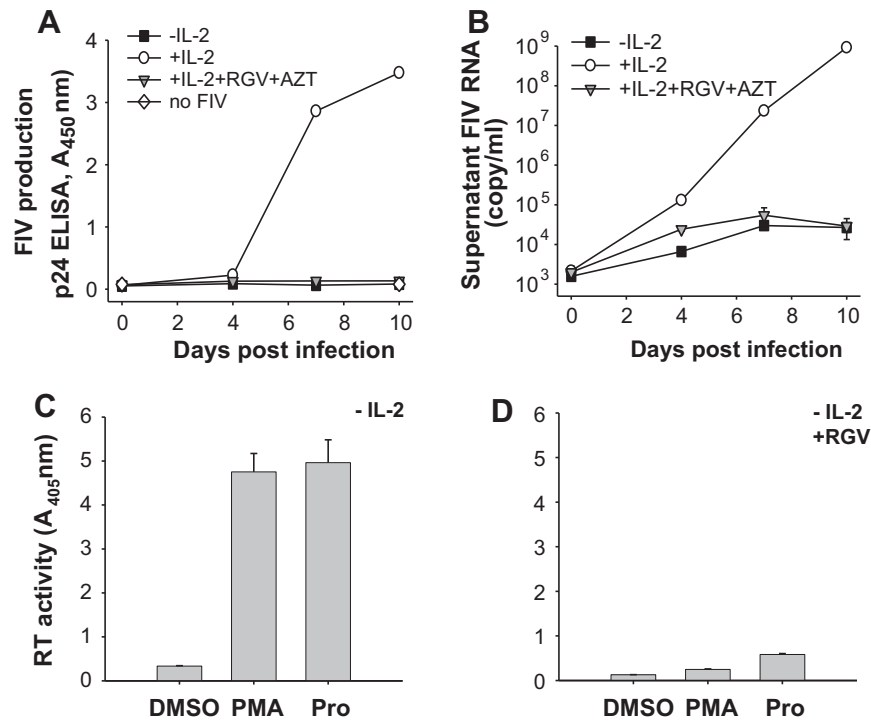 A
-IL-2
+IL-2
+IL-2+RGV+AZT
no FIV
FIV production
p24 ELISA, A450 nm)
4
3
2
1
0
0 2 4 6 8 10
Days post infection
B
-IL-2
+IL-2
+IL-2+RGV+AZT
Supernatant FIV RNA
(copy/ml)
10^9
10^8
10^7
10^6
10^5
10^4
10^3
0 2 4 6 8 10
Days post infection
C
- IL-2
RT activity (A405nm)
6
5
4
3
2
1
0
DMSO PMA Pro
D
- IL-2
+RGV
6
5
4
3
2
1
0
DMSO PMA Pro